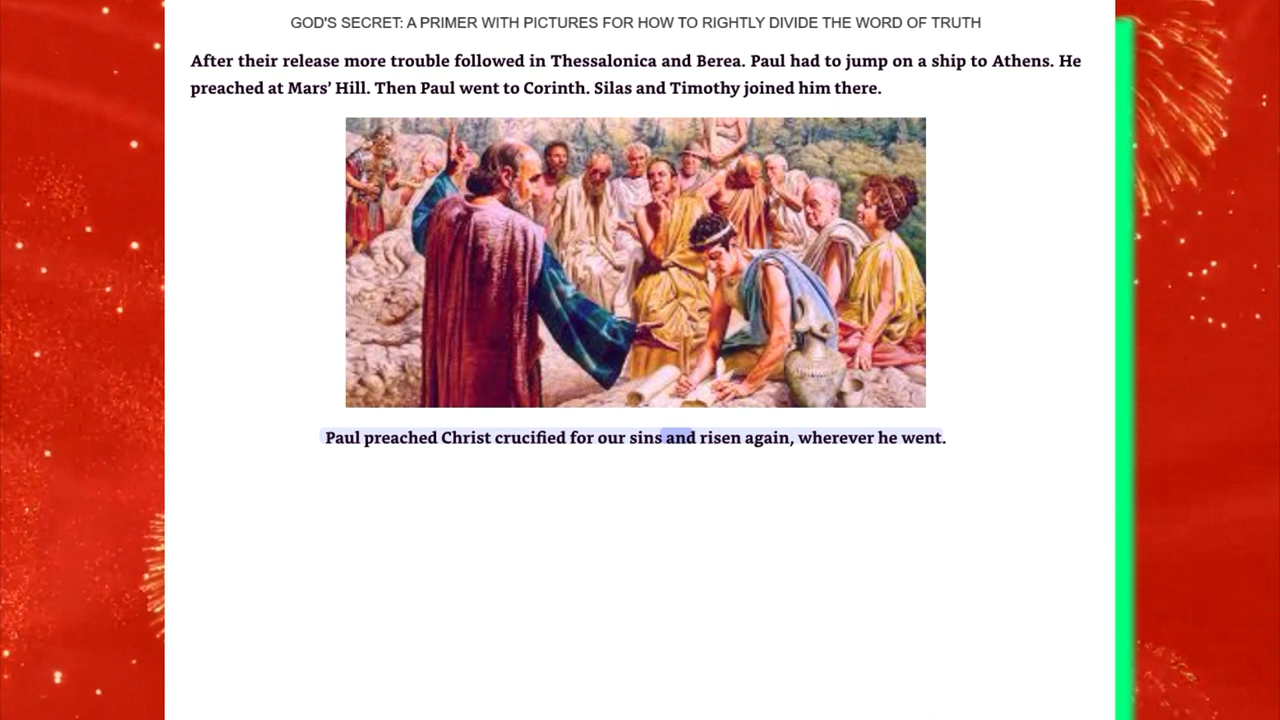 GOD'S SECRET: A PRIMER WITH PICTURES FOR HOW TO RIGHTLY DIVIDE THE WORD OF TRUTH
After their release more trouble followed in Thessalonica and Berea. Paul had to jump on a ship to Athens. He
preached at Mars’ Hill. Then Paul went to Corinth. Silas and Timothy joined him there.
Paul preached Christ crucified for our sins and risen again, wherever he went.